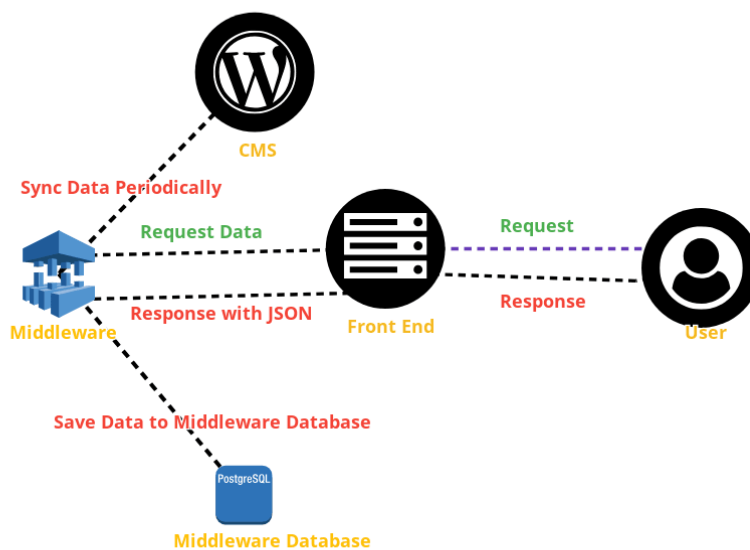 CMS
Sync Data Periodically
Request Data
Request
Response with JSON
Response
Middleware
Front End
User
Save Data to Middleware Database
PostgreSQL
Middleware Database